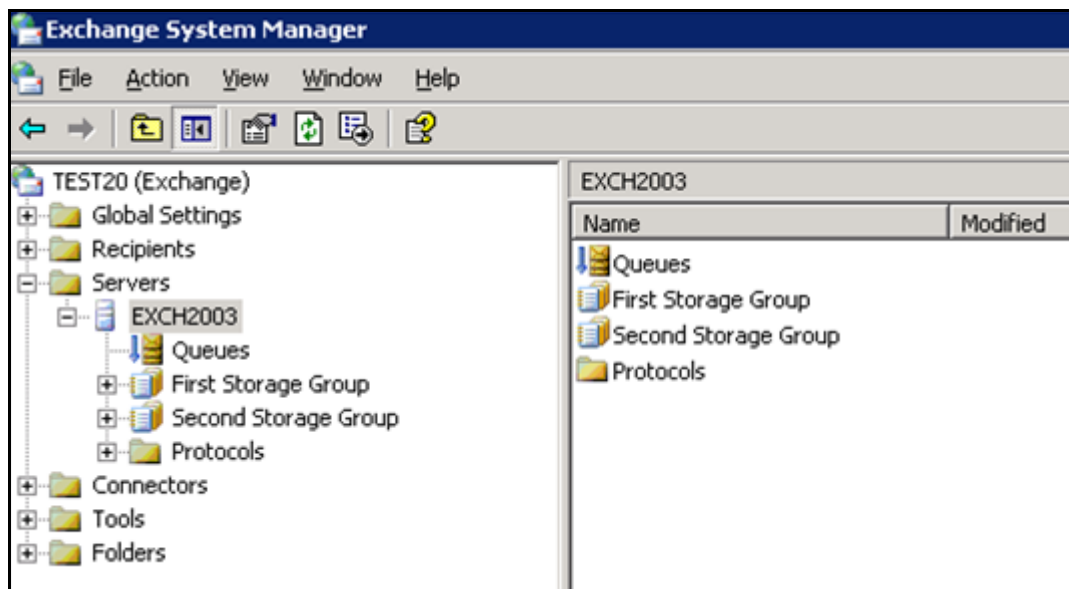 Exchange System Manager
File Action View Window Help
TEST20 (Exchange)
Global Settings
Recipients
Servers
EXCH2003
Queues
First Storage Group
Second Storage Group
Protocols
Connectors
Tools
Folders
EXCH2003
Name Modified
Queues
First Storage Group
Second Storage Group
Protocols